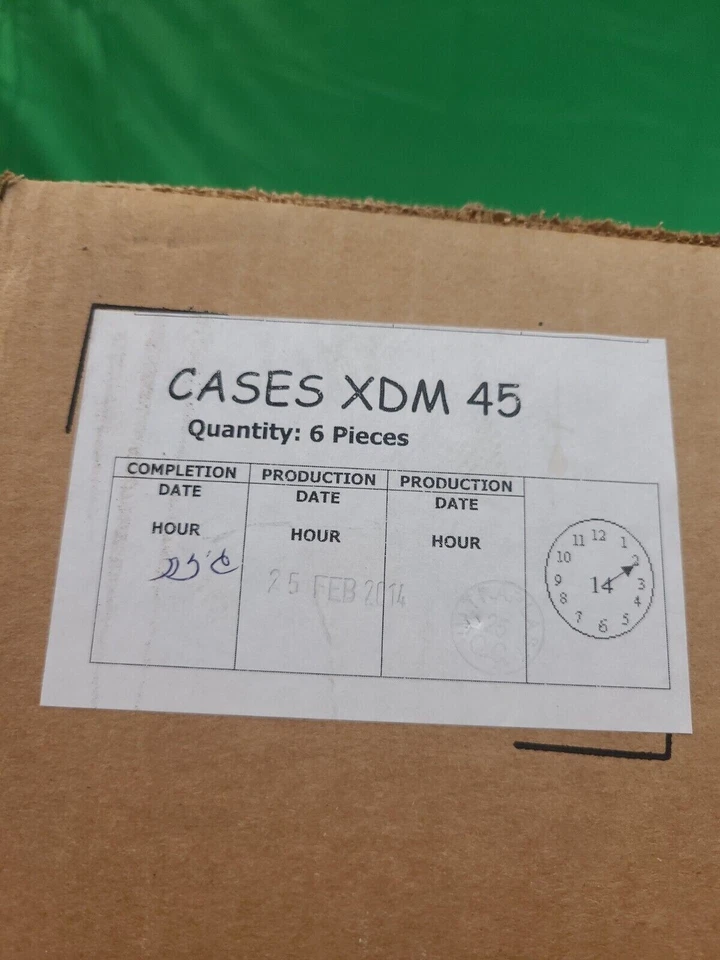 CASES XDM 45
Quantity: 6 Pieces
COMPLETION PRODUCTION PRODUCTION
DATE DATE DATE
HOUR HOUR HOUR
25 FEB 2014
12
11 1
10 2
9 14 3
8 4
7 5
6